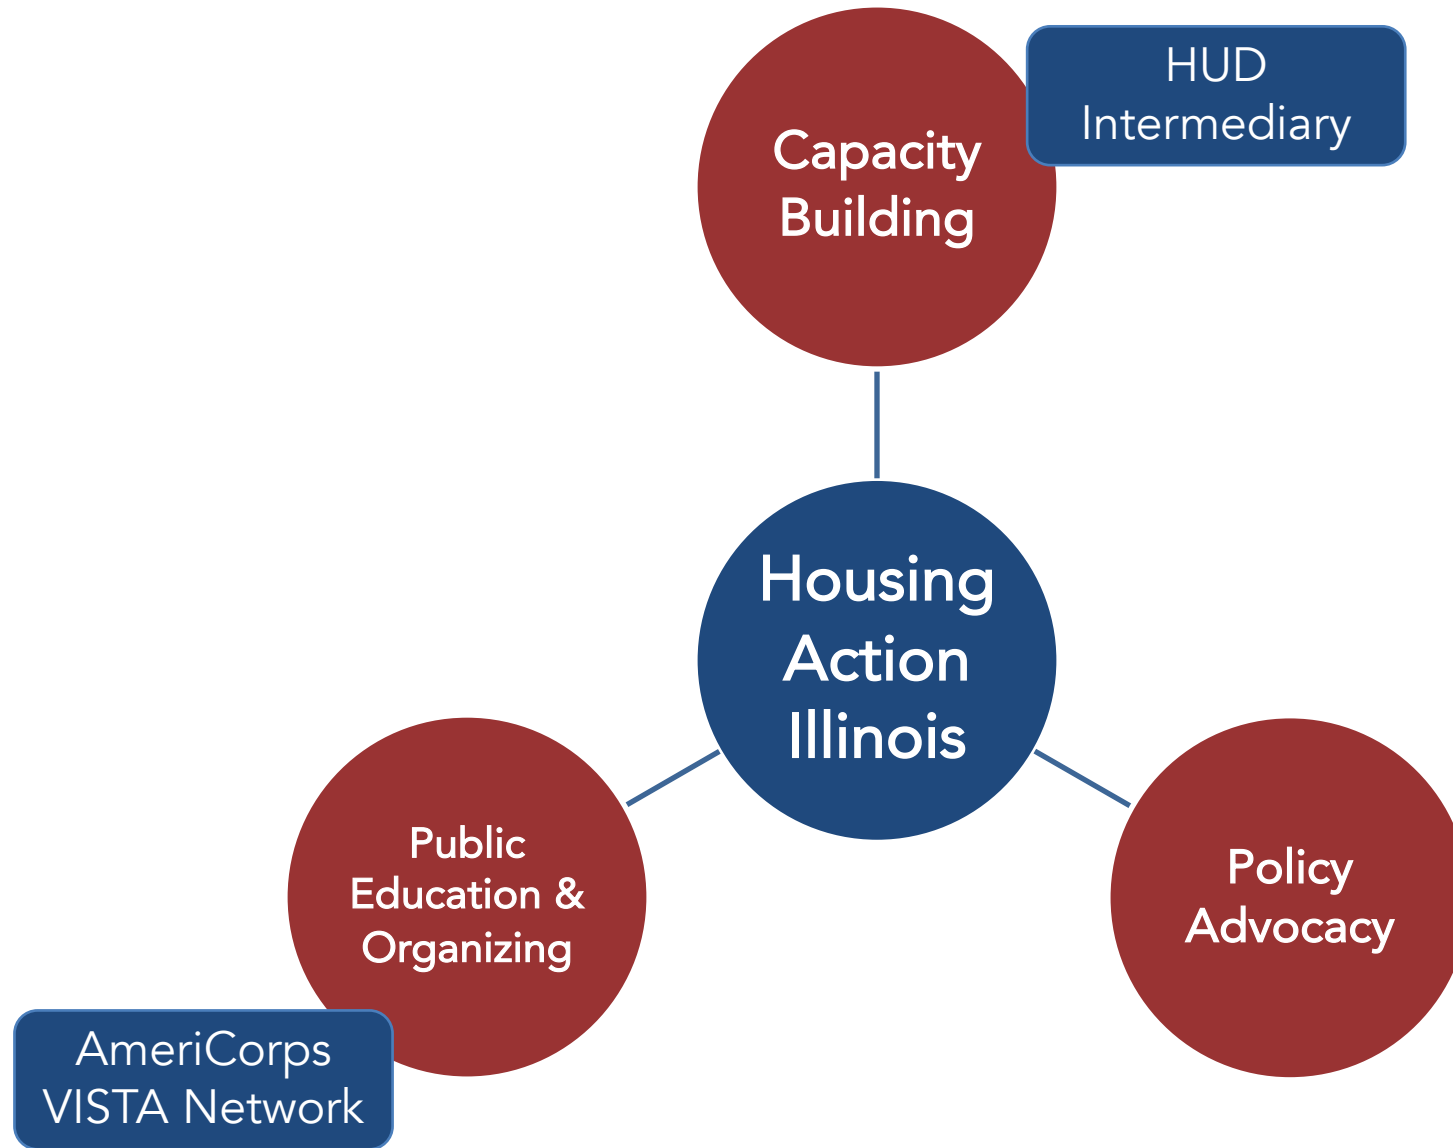 Capacity
Building
HUD
Intermediary
Housing
Action
Illinois
Public
Education &
Organizing
Policy
Advocacy
AmeriCorps
VISTA Network